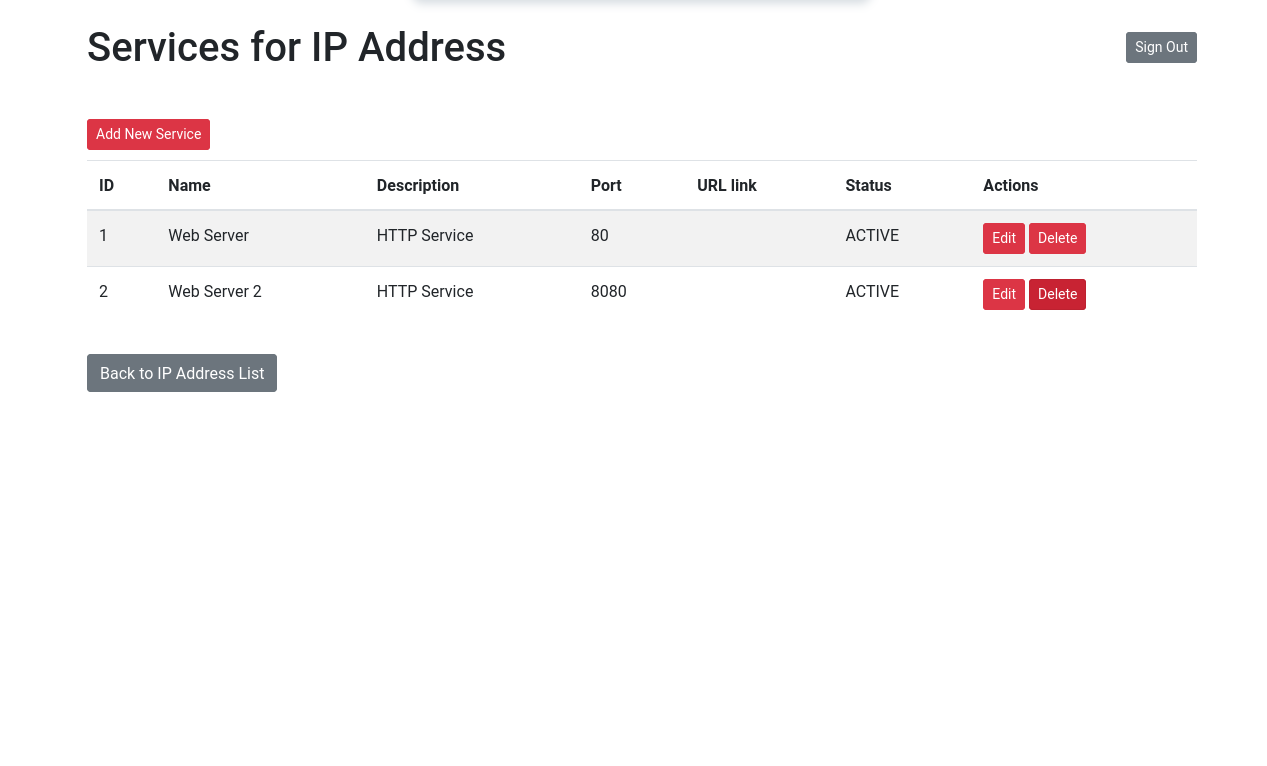 Services for IP Address
Sign Out
Add New Service
ID Name Description Port URL link Status Actions
1 Web Server HTTP Service 80 ACTIVE Edit Delete
2 Web Server 2 HTTP Service 8080 ACTIVE Edit Delete
Back to IP Address List